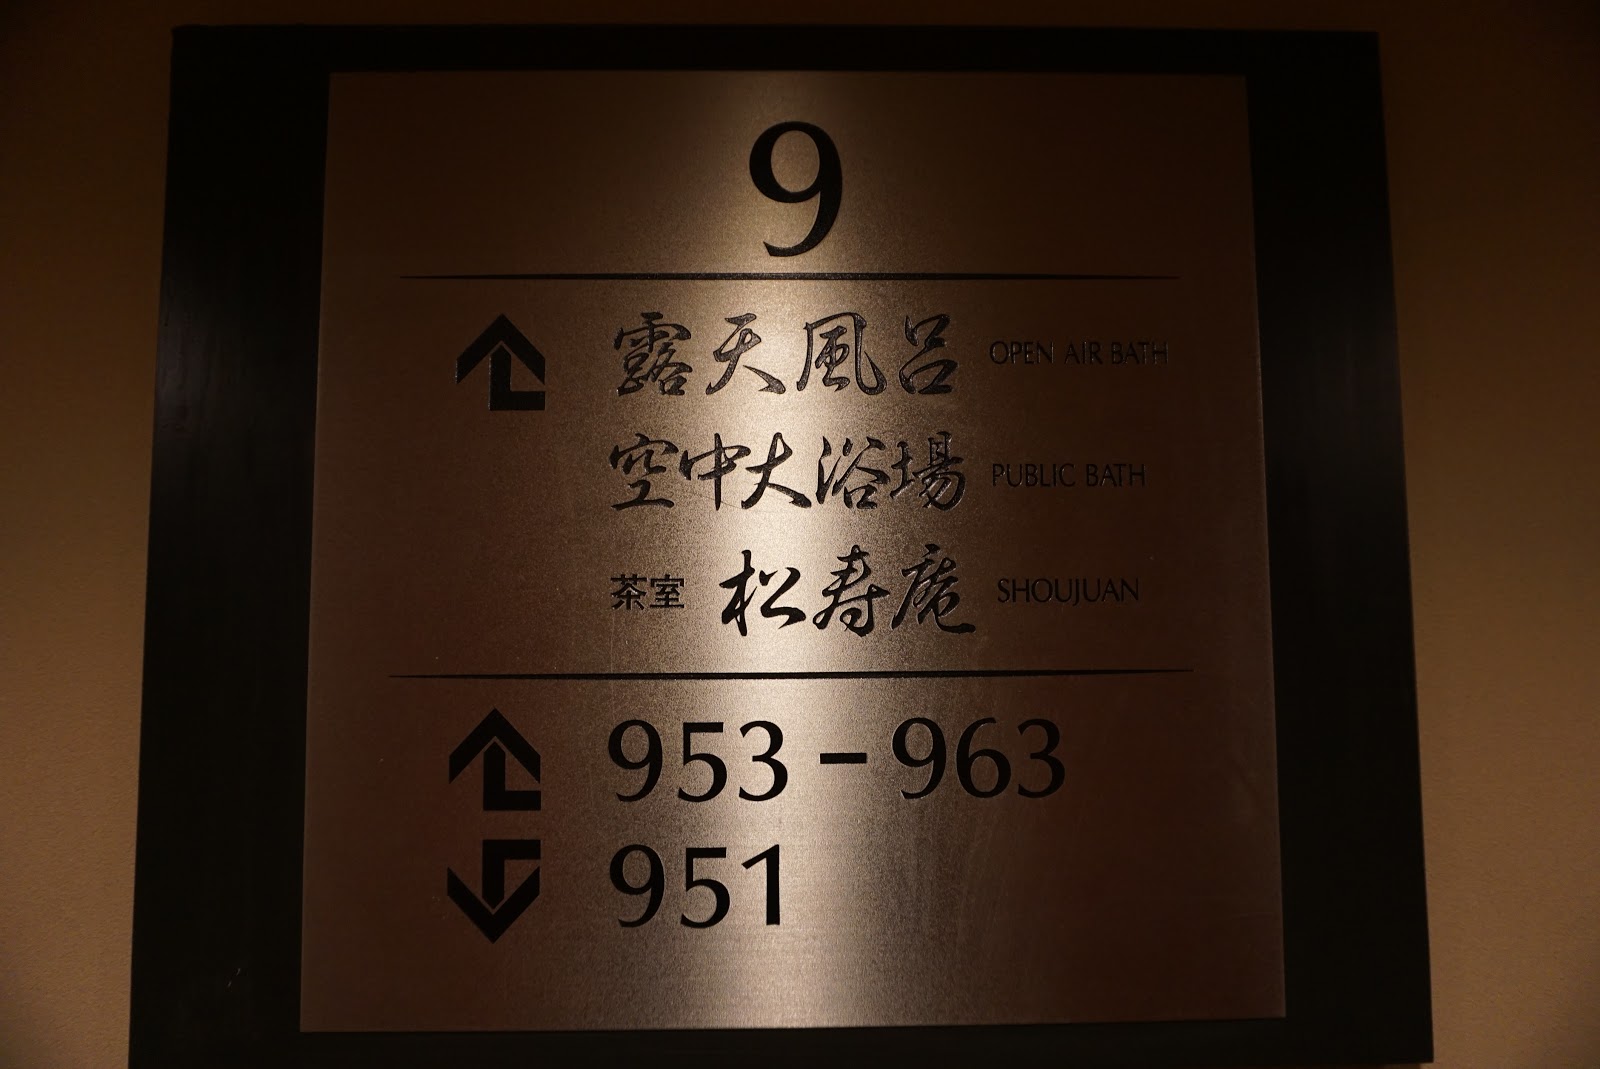 9
露天風呂 OPEN AIR BATH
空中大浴場 PUBLIC BATH
茶室 松寿庵 SHOUJUAN
953-963
951